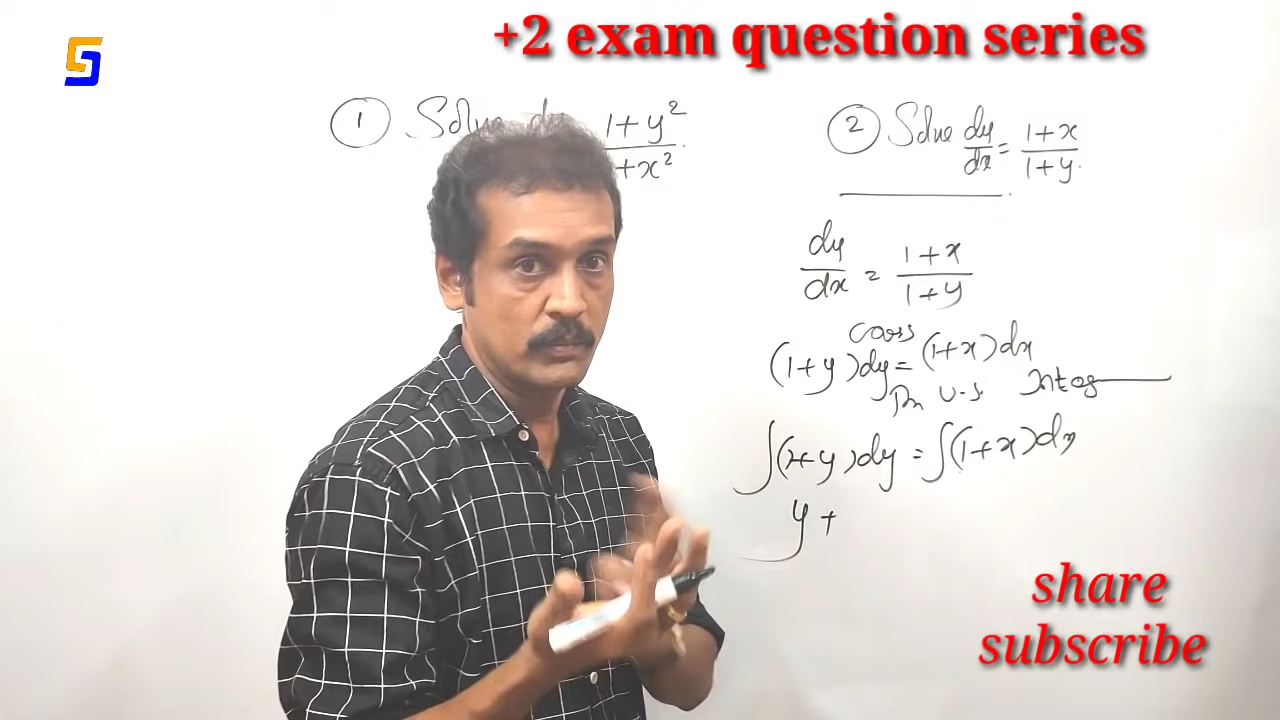 +2 exam question series
1 Solve dy 1+y²
+x²
2 Solve dy/dx = 1+x/1+y.
dy/dx = 1+x/1+y
cross
(1+y)dy = (1+x)dx
∫(1+y)dy = ∫(1+x)dx
y +
share
subscribe